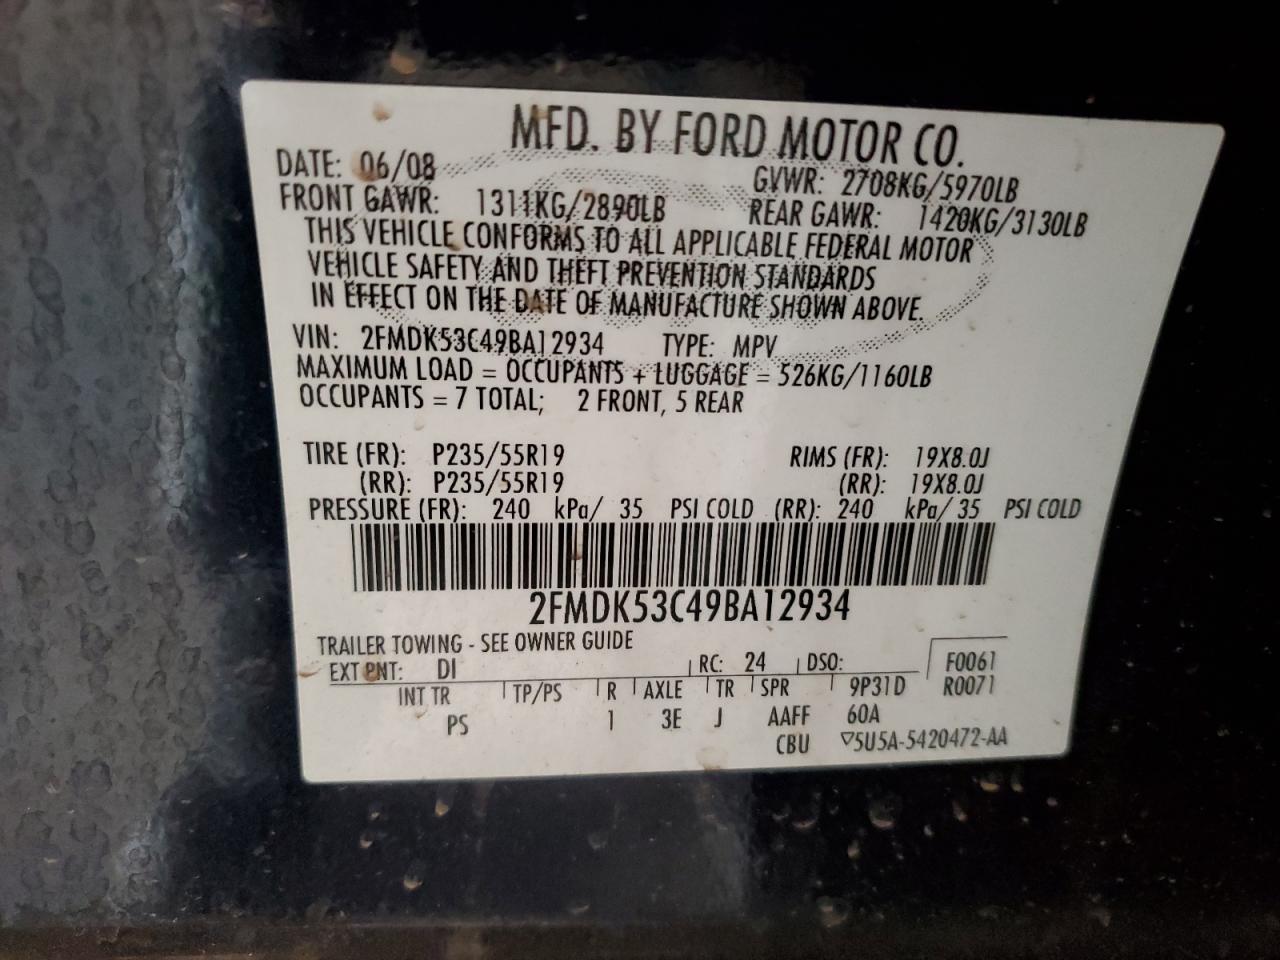 MFD. BY FORD MOTOR CO.
DATE: 06/08 GVWR: 2708KG/5970LB
FRONT GAWR: 1311KG/2890LB REAR GAWR: 1420KG/3130LB
THIS VEHICLE CONFORMS TO ALL APPLICABLE FEDERAL MOTOR
VEHICLE SAFETY AND THEFT PREVENTION STANDARDS
IN EFFECT ON THE DATE OF MANUFACTURE SHOWN ABOVE.
VIN: 2FMDK53C49BA12934 TYPE: MPV
MAXIMUM LOAD = OCCUPANTS + LUGGAGE = 526KG/1160LB
OCCUPANTS = 7 TOTAL; 2 FRONT, 5 REAR
TIRE (FR): P235/55R19 RIMS (FR): 19X8.0J
(RR): P235/55R19 (RR): 19X8.0J
PRESSURE (FR): 240 kPa/ 35 PSI COLD (RR): 240 kPa/ 35 PSI COLD
2FMDK53C49BA12934
TRAILER TOWING - SEE OWNER GUIDE
EXT PNT: DI RC: 24 DSO: F0061
INT TR TP/PS R AXLE TR SPR 9P31D R0071
PS 1 3E J AAFF 60A
CBU ▽5U5A-5420472-AA